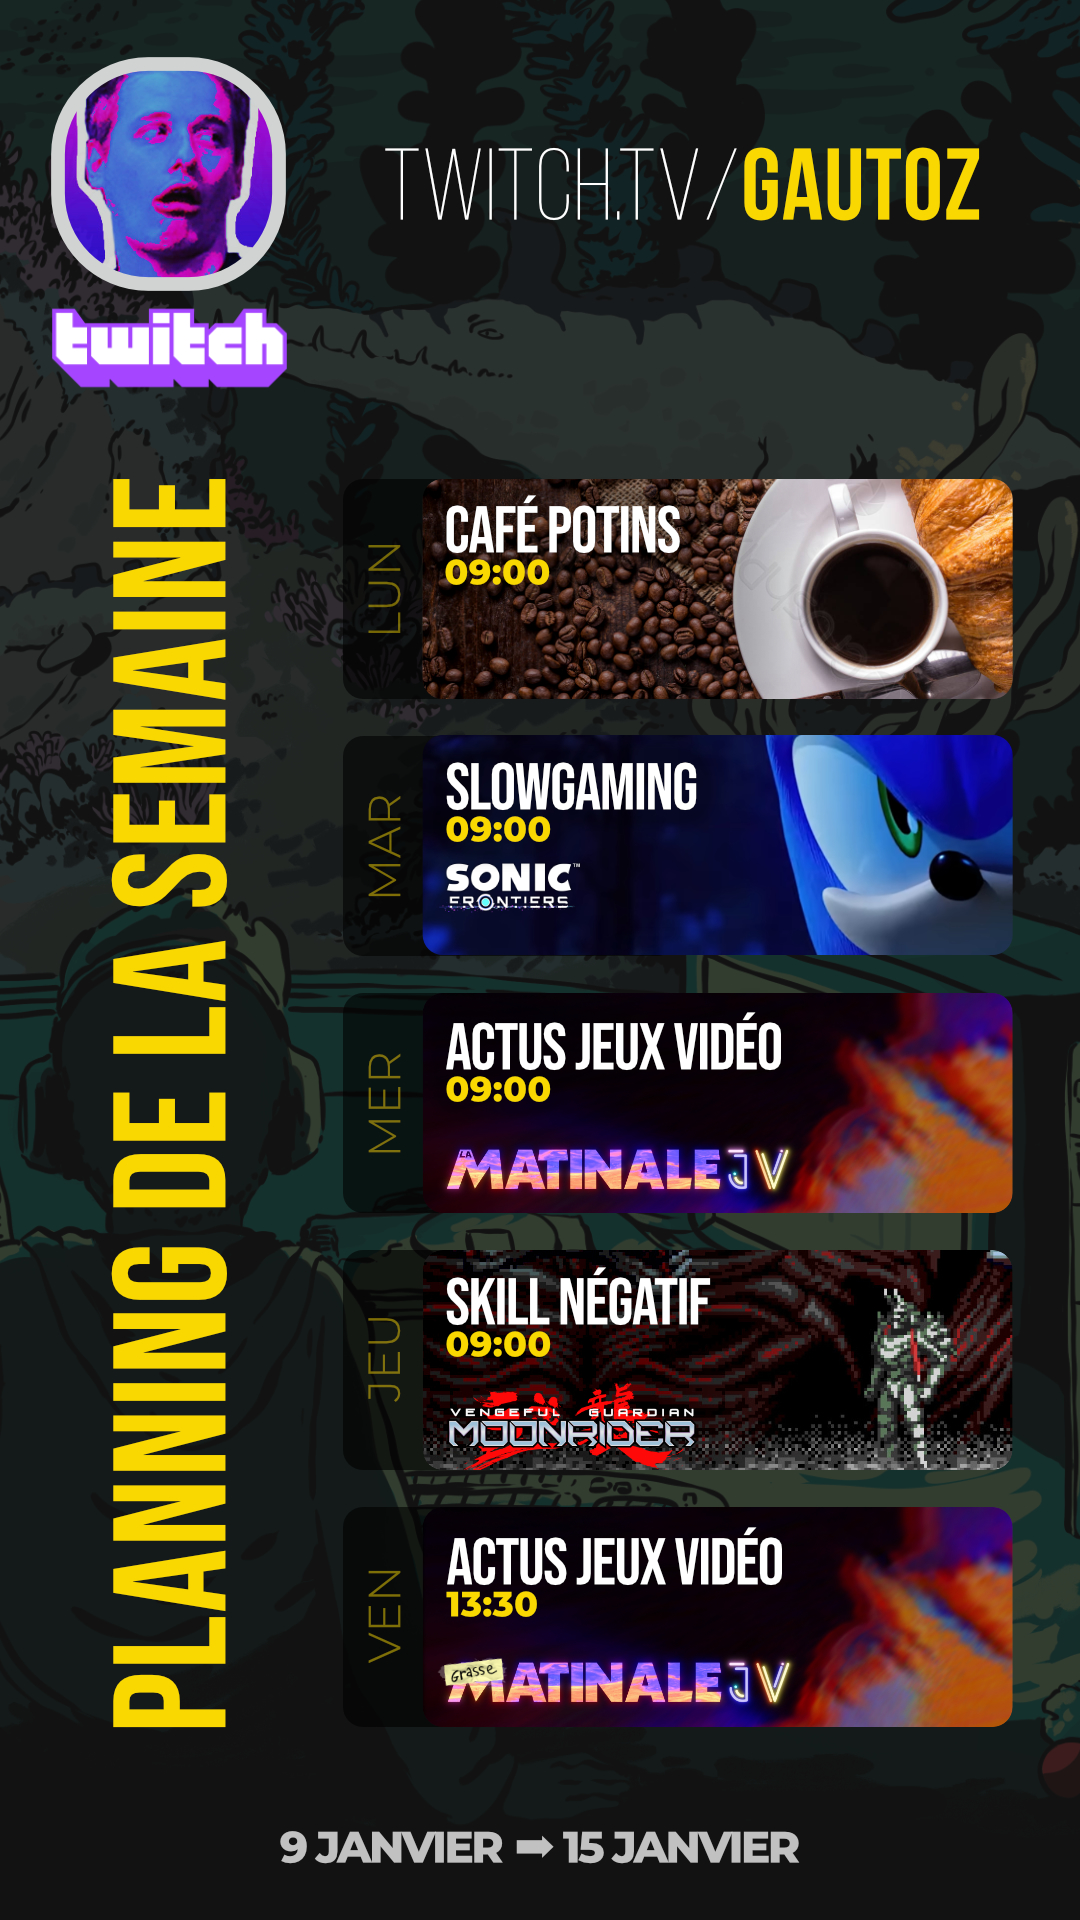 TWITCH.TV/GAUTOZ
twitch
PLANNING DE LA SEMAINE
LUN
CAFÉ POTINS
09:00
MAR
SLOWGAMING
09:00
SONIC™
FRONTIERS
MER
ACTUS JEUX VIDÉO
09:00
LA MATINALE JV
JEU
SKILL NÉGATIF
09:00
VENGEFUL GUARDIAN
MOONRIDER
VEN
ACTUS JEUX VIDÉO
13:30
Grasse MATINALE JV
9 JANVIER ➡ 15 JANVIER